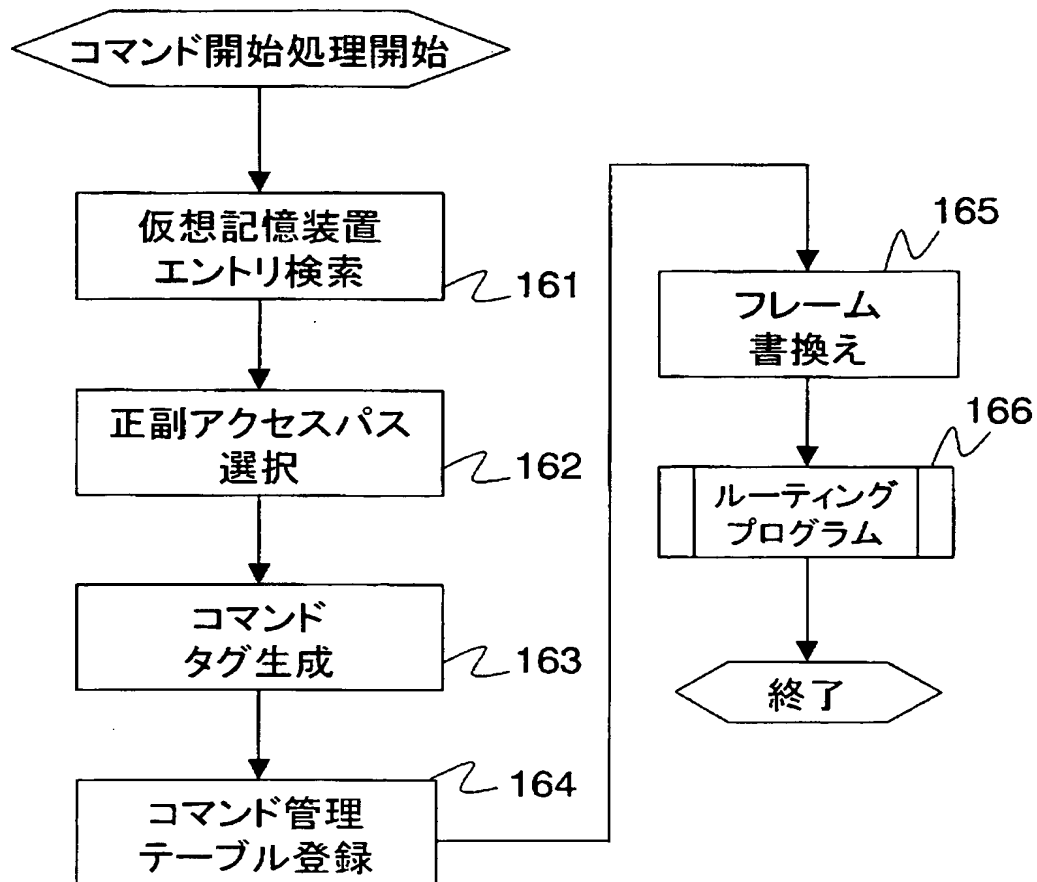 コマンド開始処理開始
仮想記憶装置
エントリ検索
161
正副アクセスパス
選択
162
コマンド
タグ生成
163
コマンド管理
テーブル登録
164
フレーム
書換え
165
ルーティング
プログラム
166
終了